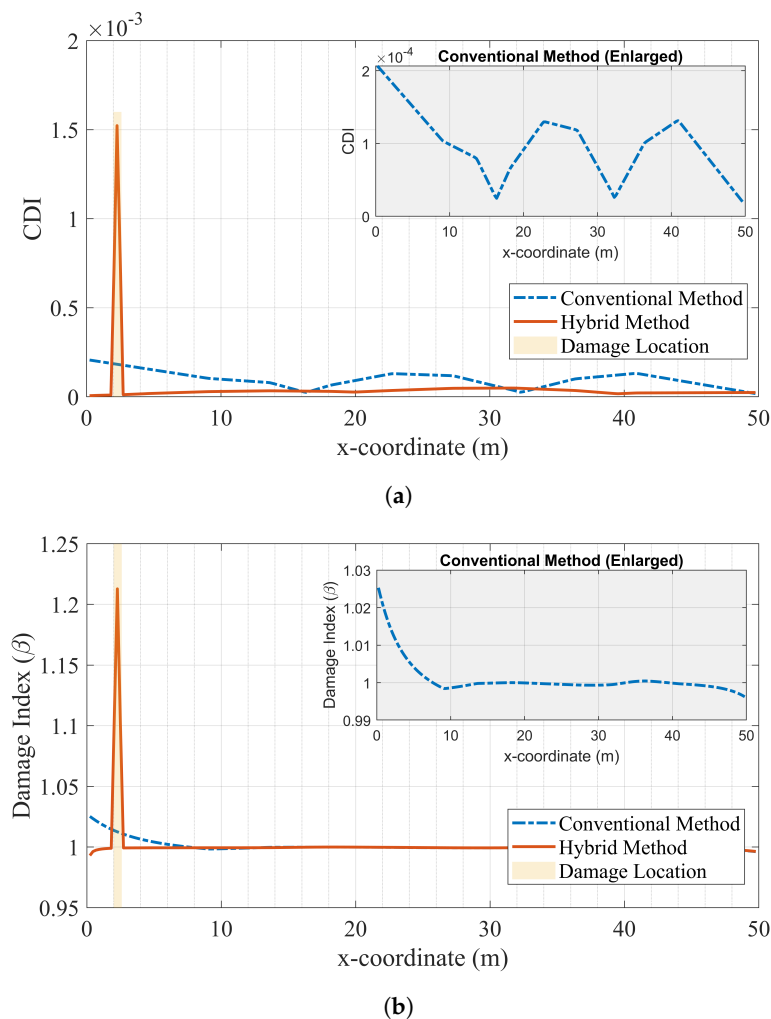 ×10⁻³
2
1.5
1
0.5
0
CDI
0 10 20 30 40 50
x-coordinate (m)
×10⁻⁴
Conventional Method (Enlarged)
2
1
0
CDI
0 10 20 30 40 50
x-coordinate (m)
Conventional Method
Hybrid Method
Damage Location
(a)
1.25
1.2
1.15
1.1
1.05
1
0.95
Damage Index (β)
0 10 20 30 40 50
x-coordinate (m)
Conventional Method (Enlarged)
1.03
1.02
1.01
1
0.99
Damage Index (β)
0 10 20 30 40 50
x-coordinate (m)
Conventional Method
Hybrid Method
Damage Location
(b)